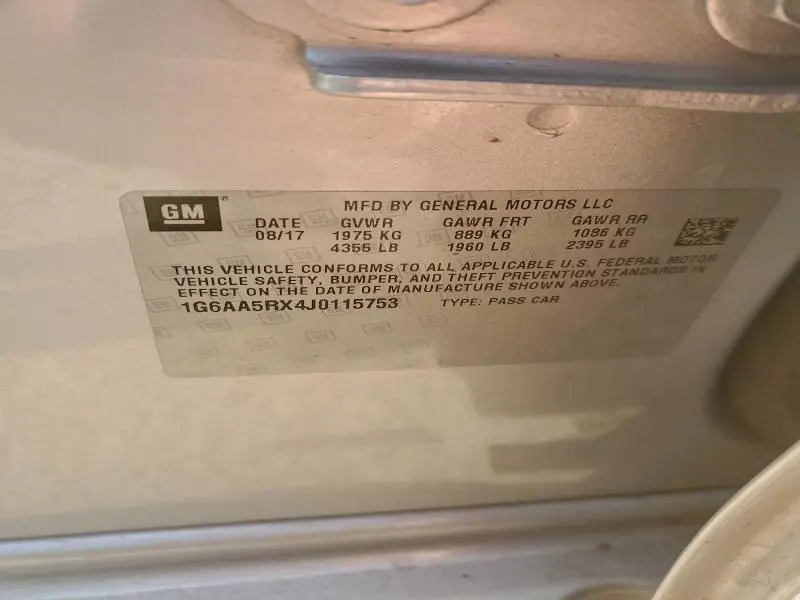 GM®
MFD BY GENERAL MOTORS LLC
DATE GVWR GAWR FRT GAWR RR
08/17 1975 KG 889 KG 1086 KG
4355 LB 1960 LB 2395 LB
THIS VEHICLE CONFORMS TO ALL APPLICABLE U.S. FEDERAL MOTOR
VEHICLE SAFETY, BUMPER, AND THEFT PREVENTION STANDARDS IN
EFFECT ON THE DATE OF MANUFACTURE SHOWN ABOVE.
1G6AA5RX4J0115753 TYPE: PASS CAR